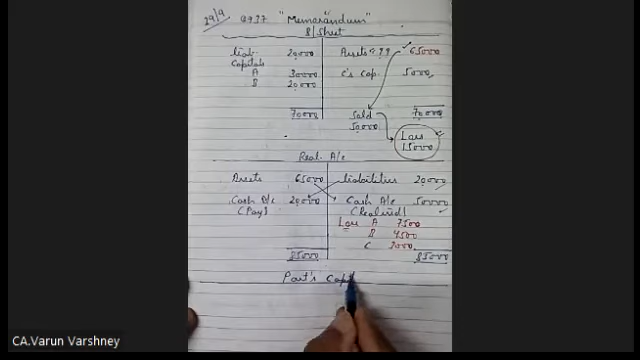 29/9 Q737 "Memorandum"
B/Sheet
Liab. 20000 Assets 65000
Capitals
A 30000 C's Cap. 5000
B 20000
70000 Sold 70000
50000
Loss
15000
Real. A/c
Assets 65000 Liabilities 20000
Cash A/c 20000 Cash A/c 50000
(Pay) (Realised)
Loss A 7500
B 4500
C 3000
85000 85000
Part's Capt
CA.Varun Varshney